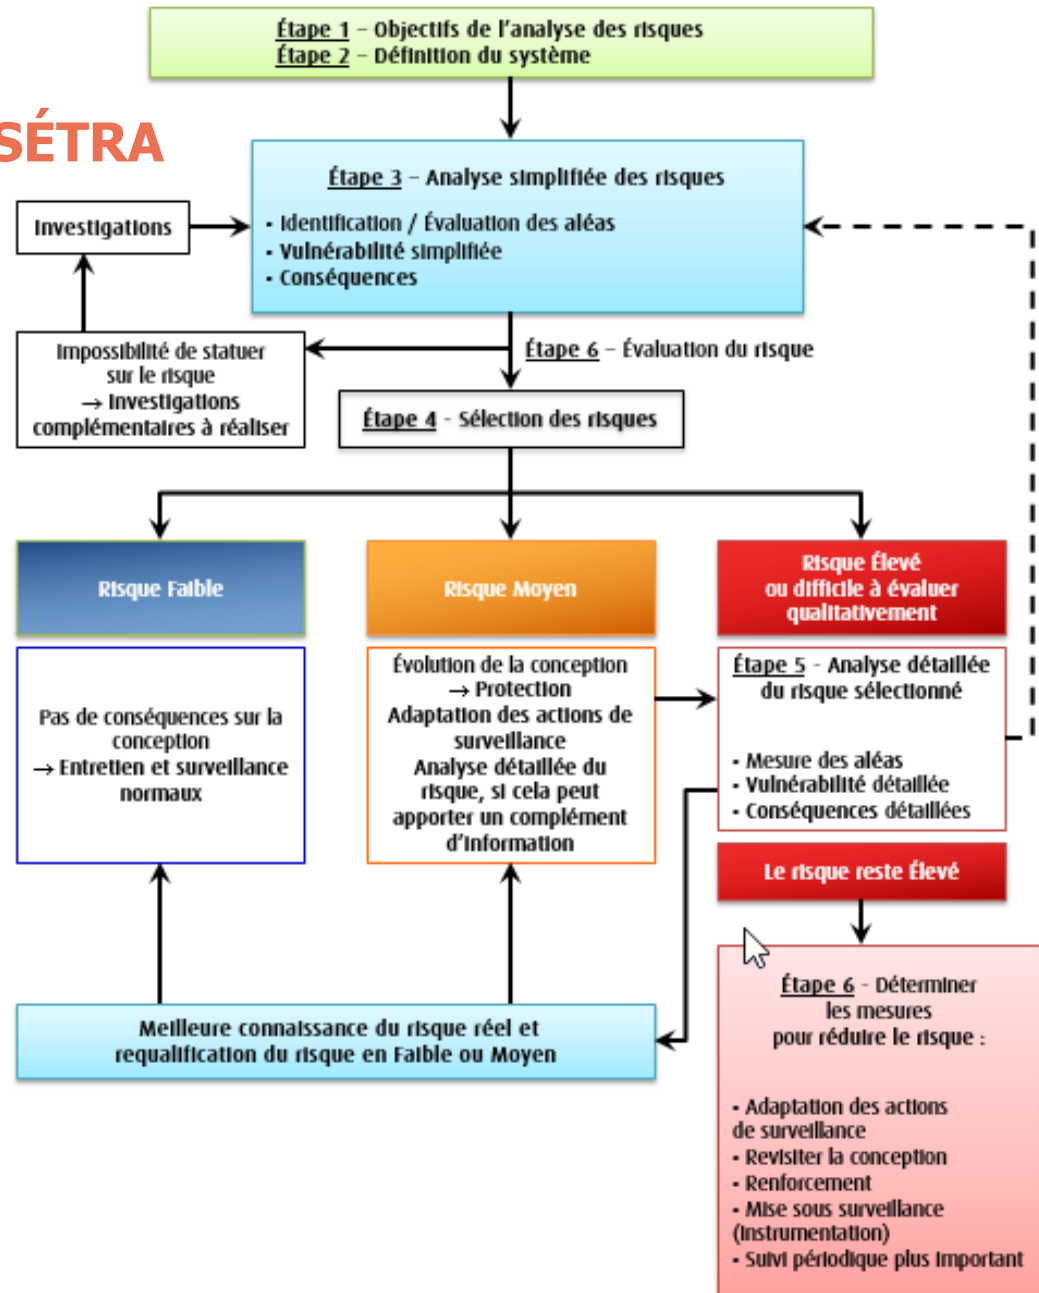 Étape 1 – Objectifs de l'analyse des risques
Étape 2 – Définition du système
SÉTRA
Étape 3 – Analyse simplifiée des risques
Investigations
- Identification / Évaluation des aléas
- Vulnérabilité simplifiée
- Conséquences
Impossibilité de statuer
sur le risque
→ Investigations
complémentaires à réaliser
Étape 6 – Évaluation du risque
Étape 4 - Sélection des risques
Risque Faible
Risque Moyen
Risque Élevé
ou difficile à évaluer
qualitativement
Pas de conséquences sur la
conception
→ Entretien et surveillance
normaux
Évolution de la conception
→ Protection
Adaptation des actions de
surveillance
Analyse détaillée du
risque, si cela peut
apporter un complément
d'information
Étape 5 - Analyse détaillée
du risque sélectionné
- Mesure des aléas
- Vulnérabilité détaillée
- Conséquences détaillées
Le risque reste Élevé
Meilleure connaissance du risque réel et
requalification du risque en Faible ou Moyen
Étape 6 - Déterminer
les mesures
pour réduire le risque :
- Adaptation des actions
de surveillance
- Revisiter la conception
- Renforcement
- Mise sous surveillance
(instrumentation)
- Suivi périodique plus important